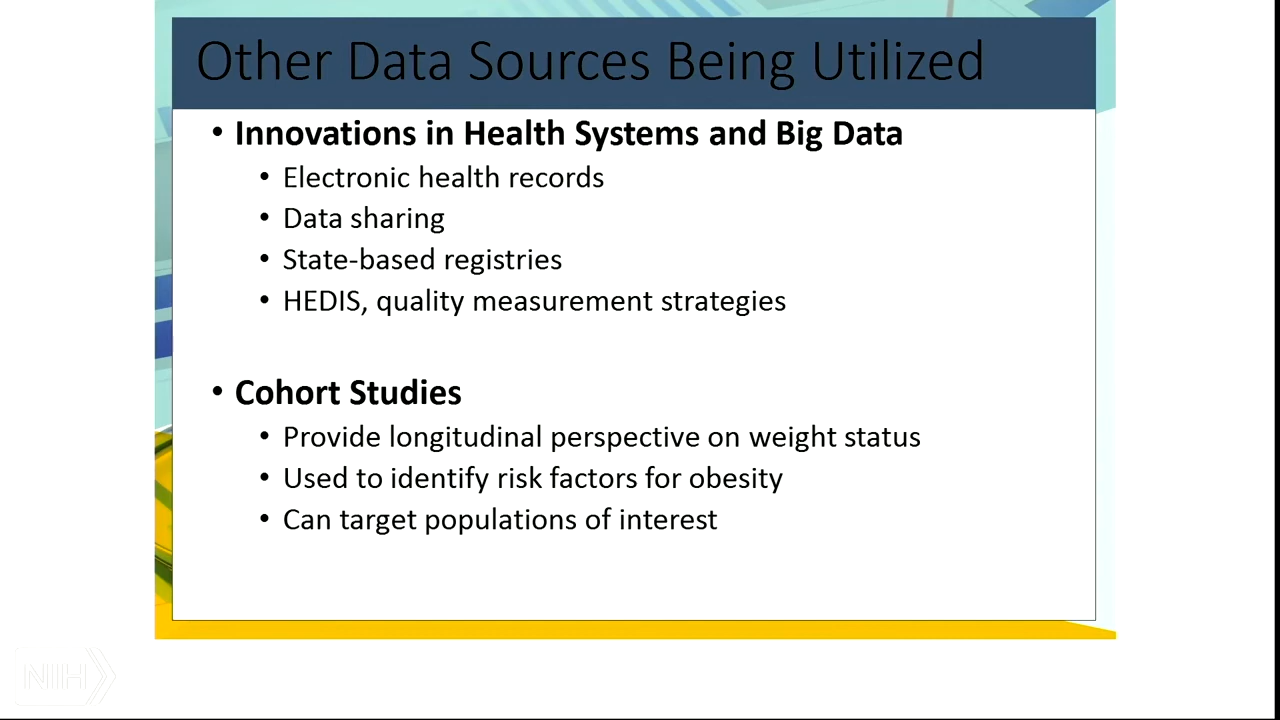 Other Data Sources Being Utilized
• Innovations in Health Systems and Big Data
• Electronic health records
• Data sharing
• State-based registries
• HEDIS, quality measurement strategies
• Cohort Studies
• Provide longitudinal perspective on weight status
• Used to identify risk factors for obesity
• Can target populations of interest
NIH